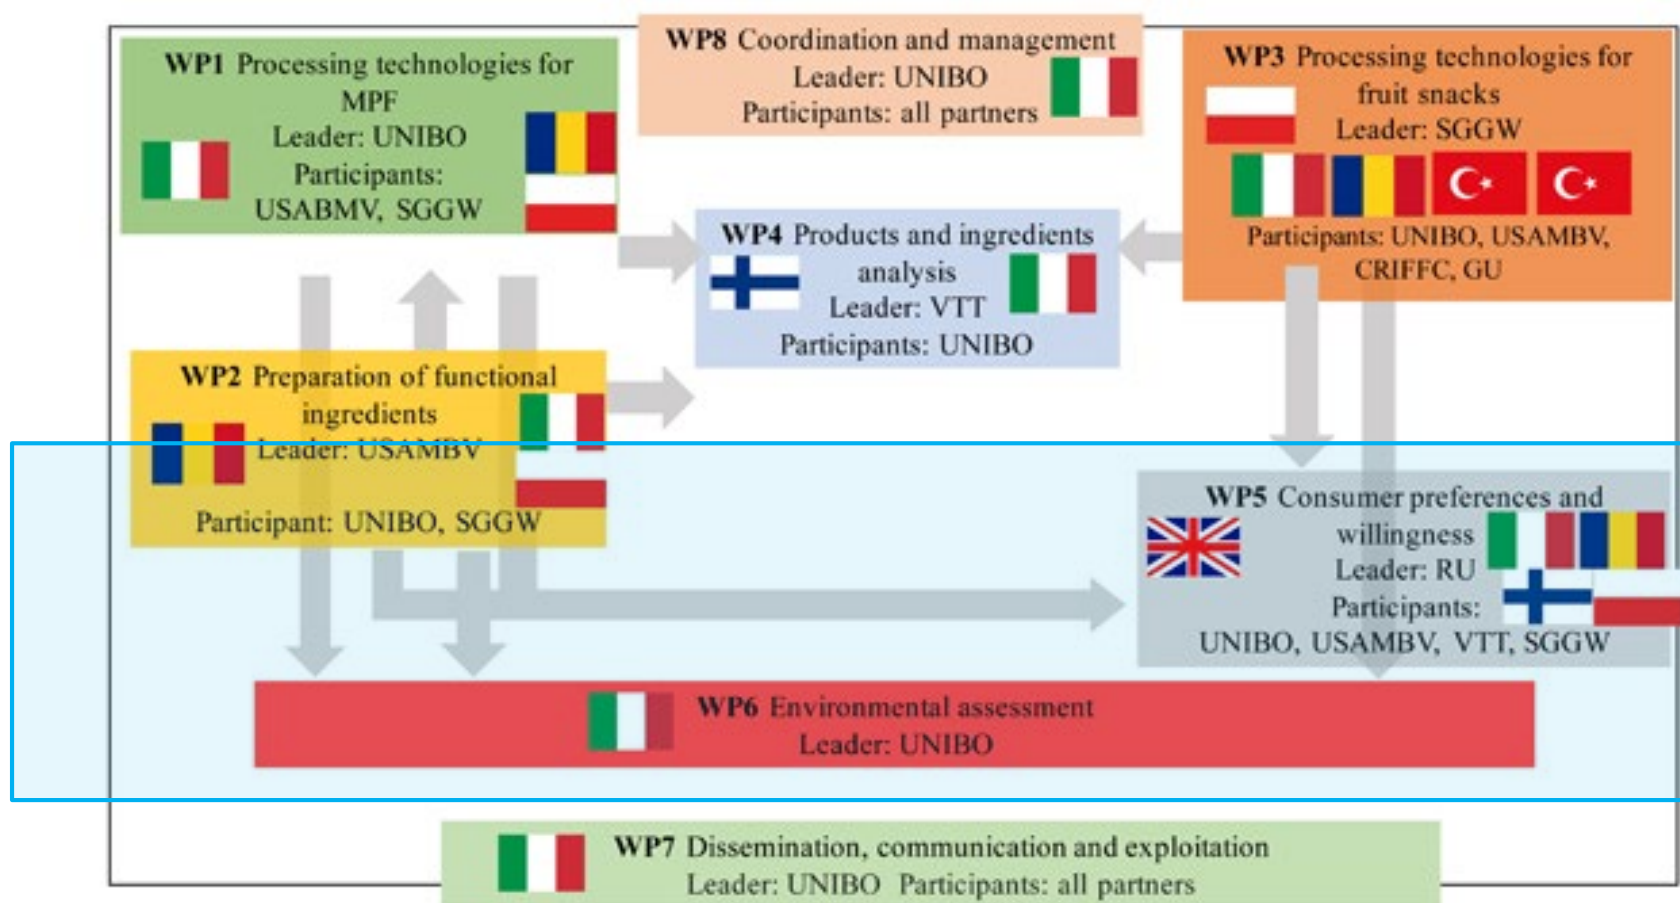 WP1 Processing technologies for
MPF
Leader: UNIBO
Participants:
USABMV, SGGW
WP8 Coordination and management
Leader: UNIBO
Participants: all partners
WP3 Processing technologies for
fruit snacks
Leader: SGGW
Participants: UNIBO, USAMBV,
CRIFFC, GU
WP4 Products and ingredients
analysis
Leader: VTT
Participants: UNIBO
WP2 Preparation of functional
ingredients
Leader: USAMBV
Participant: UNIBO, SGGW
WP5 Consumer preferences and
willingness
Leader: RU
Participants:
UNIBO, USAMBV, VTT, SGGW
WP6 Environmental assessment
Leader: UNIBO
WP7 Dissemination, communication and exploitation
Leader: UNIBO Participants: all partners